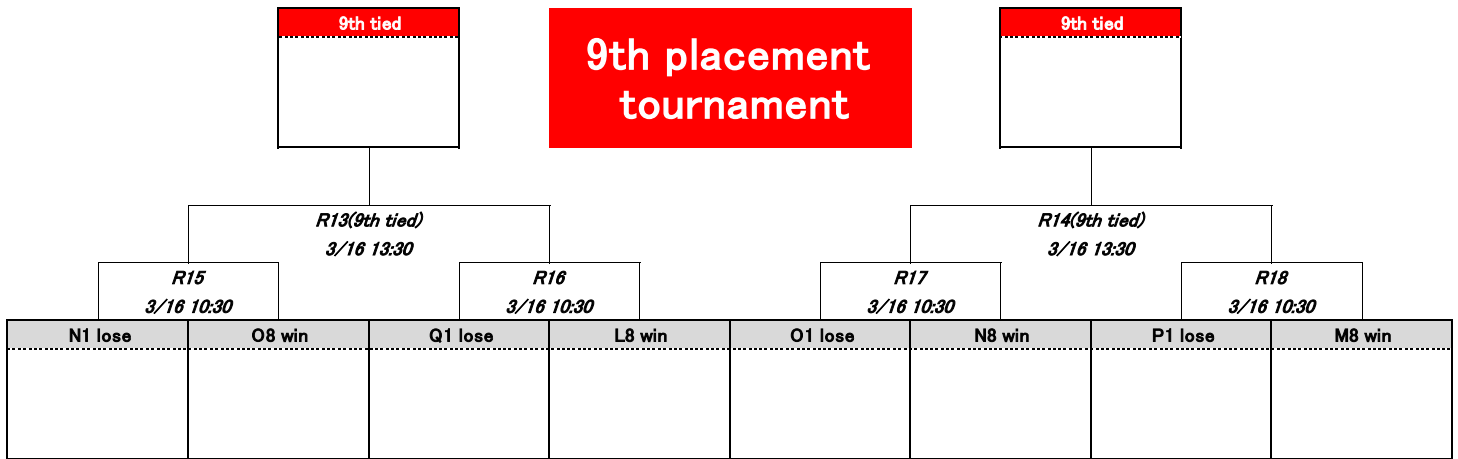 9th tied
9th placement
tournament
9th tied
R13(9th tied)
3/16 13:30
R14(9th tied)
3/16 13:30
R15
3/16 10:30
R16
3/16 10:30
R17
3/16 10:30
R18
3/16 10:30
N1 lose
O8 win
Q1 lose
L8 win
O1 lose
N8 win
P1 lose
M8 win